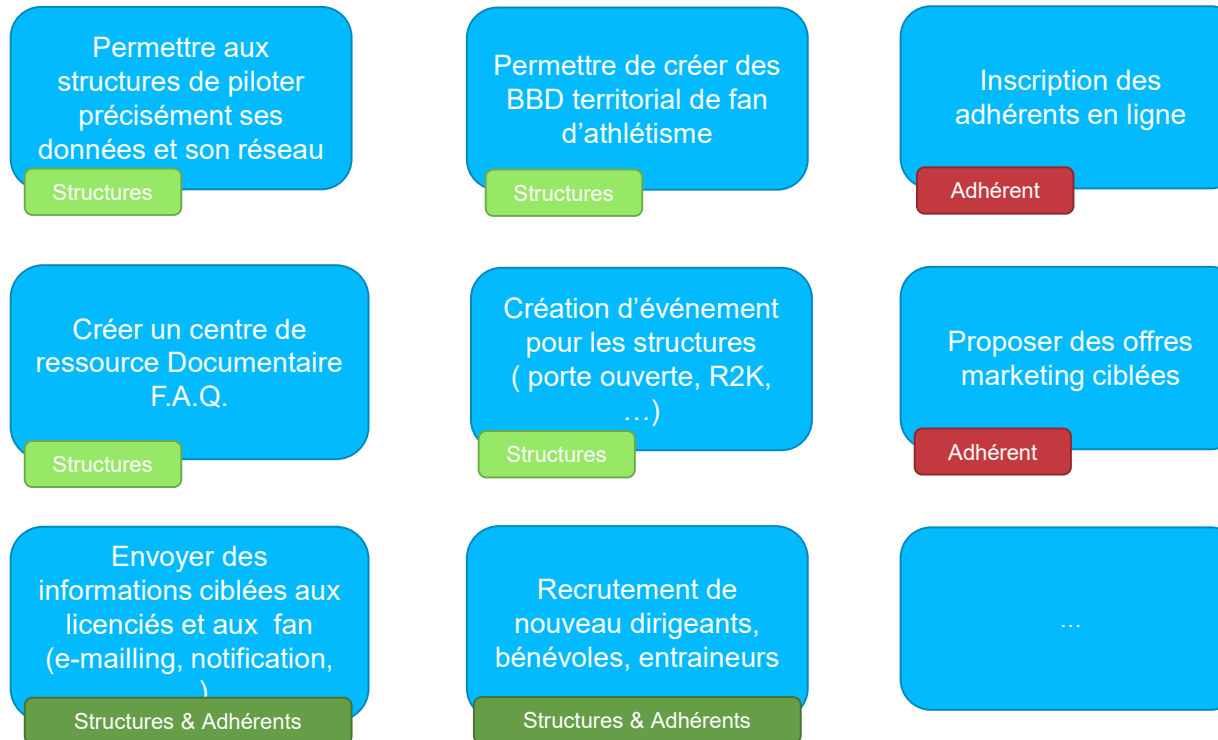 Permettre aux
structures de piloter
précisément ses
données et son réseau
Structures
Permettre de créer des
BBD territorial de fan
d’athlétisme
Structures
Inscription des
adhérents en ligne
Adhérent
Créer un centre de
ressource Documentaire
F.A.Q.
Structures
Création d’événement
pour les structures
( porte ouverte, R2K,
…)
Structures
Proposer des offres
marketing ciblées
Adhérent
Envoyer des
informations ciblées aux
licenciés et aux  fan
(e-mailling, notification,
)
Structures & Adhérents
Recrutement de
nouveau dirigeants,
bénévoles, entraineurs
Structures & Adhérents
…